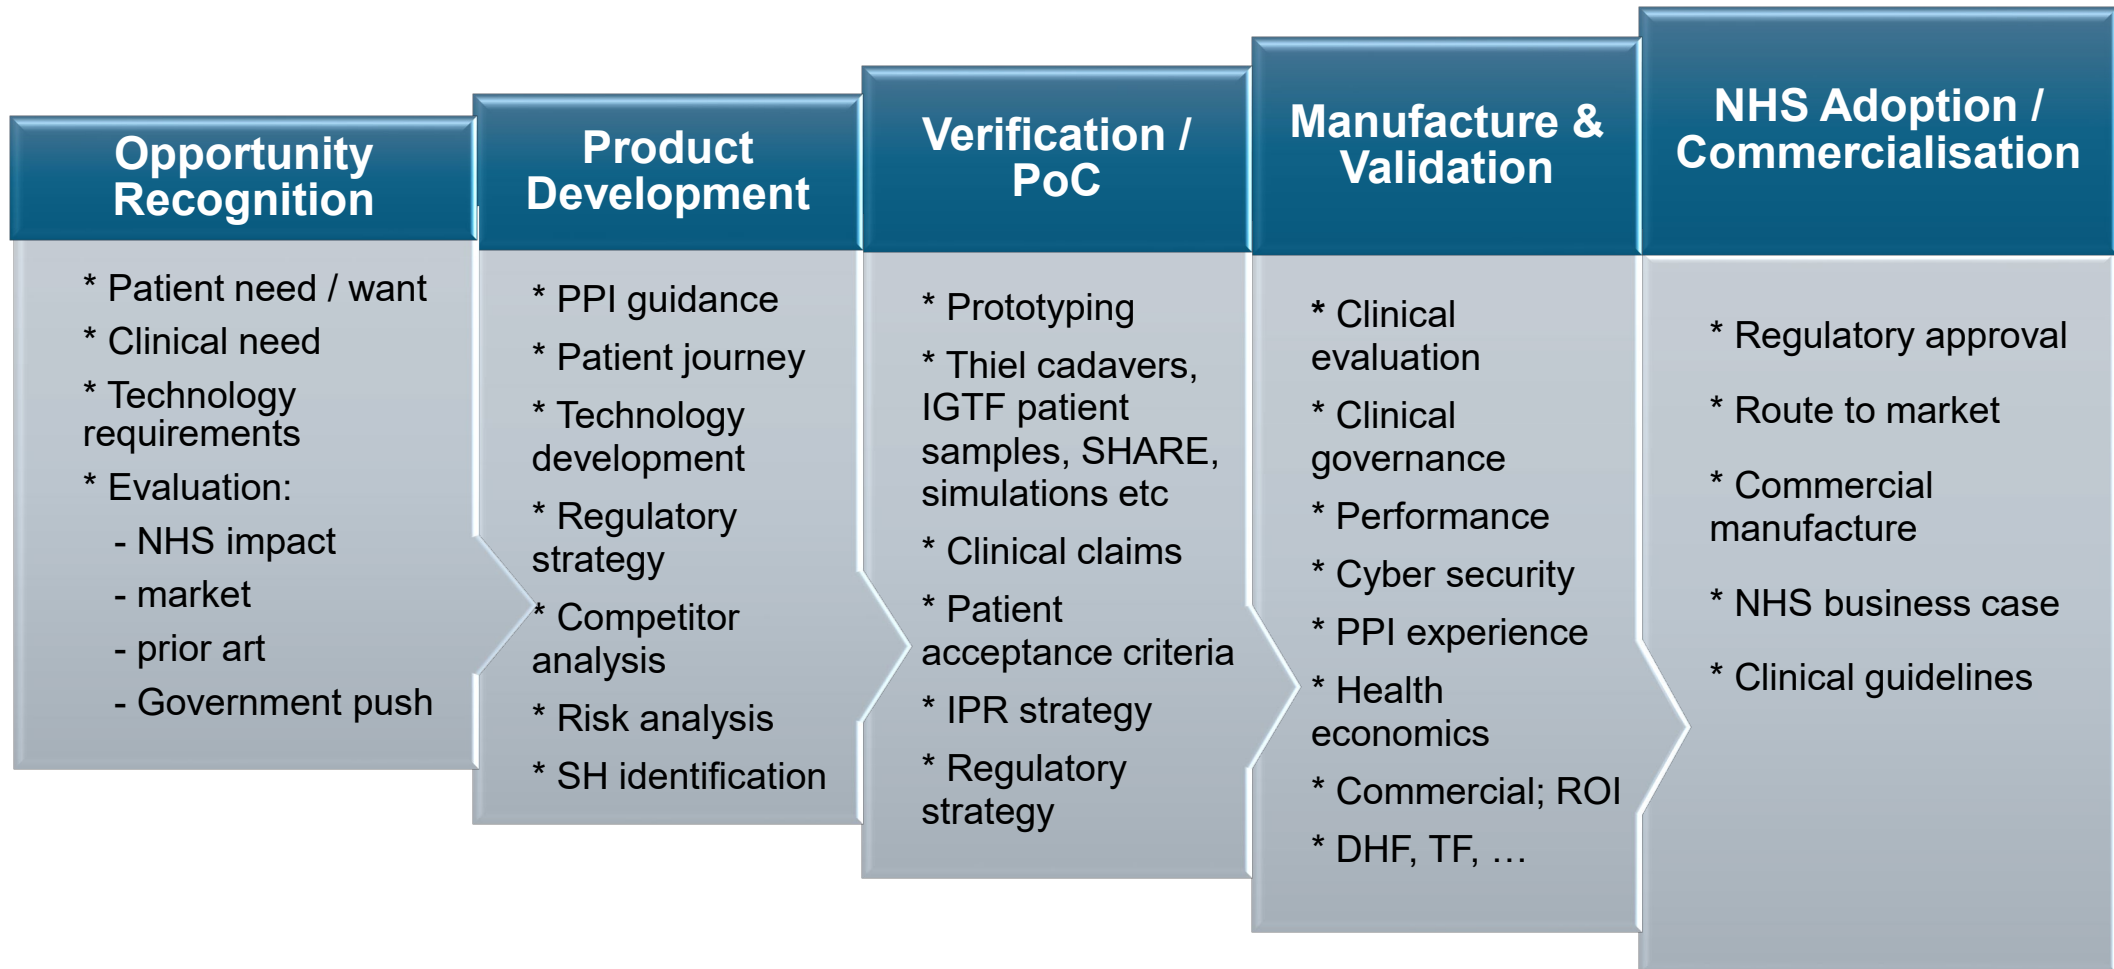 Opportunity
Recognition
* Patient need / want
* Clinical need
* Technology
requirements
* Evaluation:
- NHS impact
- market
- prior art
- Government push
Product
Development
* PPI guidance
* Patient journey
* Technology
development
* Regulatory
strategy
* Competitor
analysis
* Risk analysis
* SH identification
Verification /
PoC
* Prototyping
* Thiel cadavers,
IGTF patient
samples, SHARE,
simulations etc
* Clinical claims
* Patient
acceptance criteria
* IPR strategy
* Regulatory
strategy
Manufacture &
Validation
* Clinical
evaluation
* Clinical
governance
* Performance
* Cyber security
* PPI experience
* Health
economics
* Commercial; ROI
* DHF, TF, …
NHS Adoption /
Commercialisation
* Regulatory approval
* Route to market
* Commercial
manufacture
* NHS business case
* Clinical guidelines